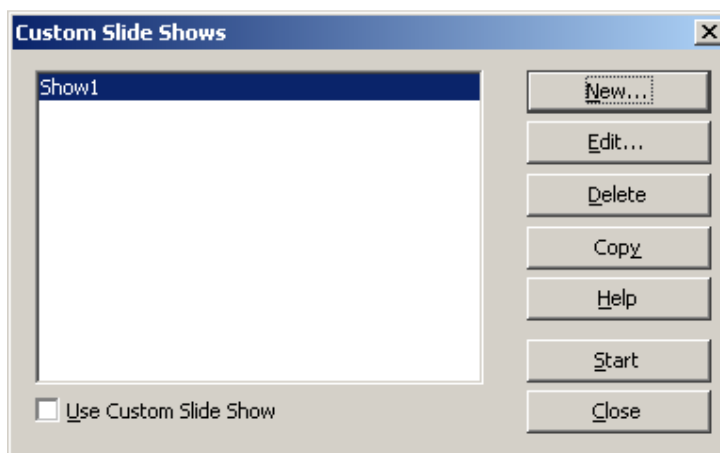 Custom Slide Shows
Show1
New...
Edit...
Delete
Copy
Help
Start
Use Custom Slide Show
Close